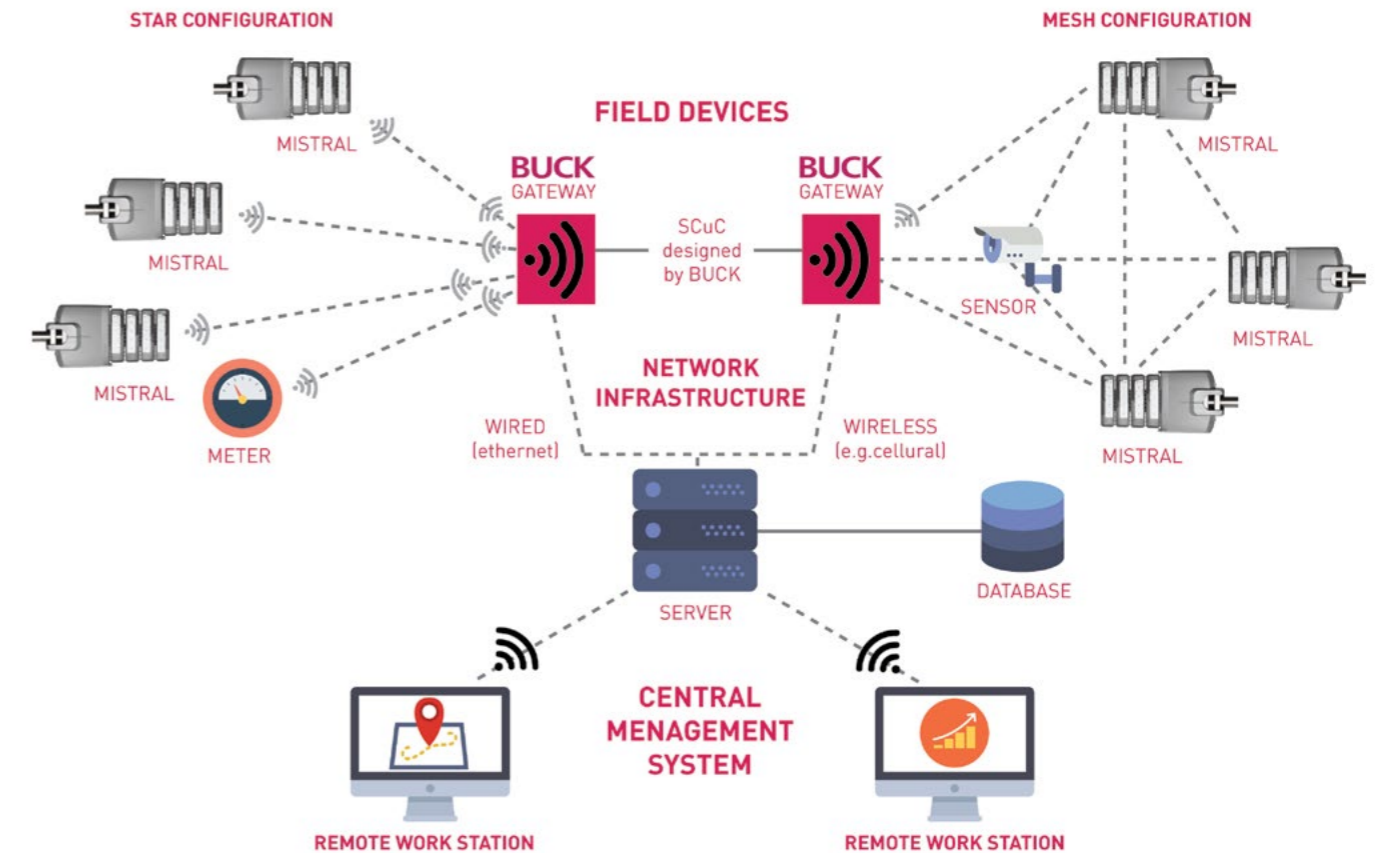 STAR CONFIGURATION
MESH CONFIGURATION
FIELD DEVICES
MISTRAL
MISTRAL
BUCK
GATEWAY
BUCK
GATEWAY
SCuC
designed
by BUCK
MISTRAL
SENSOR
MISTRAL
MISTRAL
METER
MISTRAL
NETWORK
INFRASTRUCTURE
WIRED
(ethernet)
WIRELESS
(e.g.cellural)
SERVER
DATABASE
CENTRAL
MENAGEMENT
SYSTEM
REMOTE WORK STATION
REMOTE WORK STATION